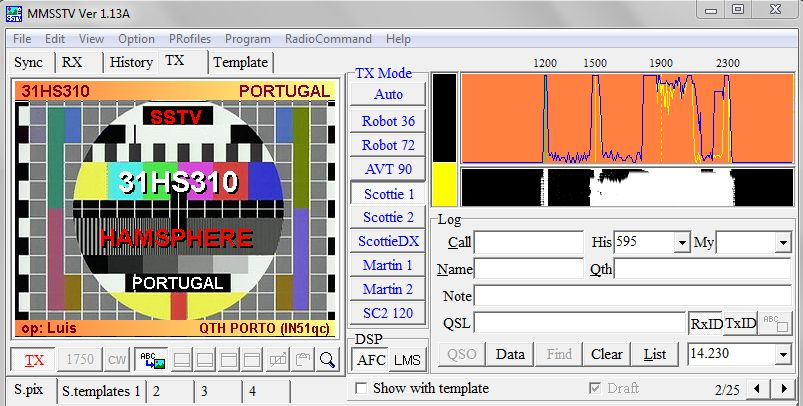 MMSSTV Ver 1.13A
File Edit View Option PRofiles Program RadioCommand Help
Sync RX History TX Template
31HS310 PORTUGAL
SSTV
31HS310
HAMSPHERE
PORTUGAL
op: Luis QTH PORTO (IN51qc)
TX 1750 CW ABC
S.pix S.templates 1 2 3 4
TX Mode
Auto
Robot 36
Robot 72
AVT 90
Scottie 1
Scottie 2
ScottieDX
Martin 1
Martin 2
SC2 120
DSP
AFC LMS
1200 1500 1900 2300
Log
Call His 595 My
Name Qth
Note
QSL RxID TxID ABC
QSO Data Find Clear List 14.230
Show with template Draft 2/25